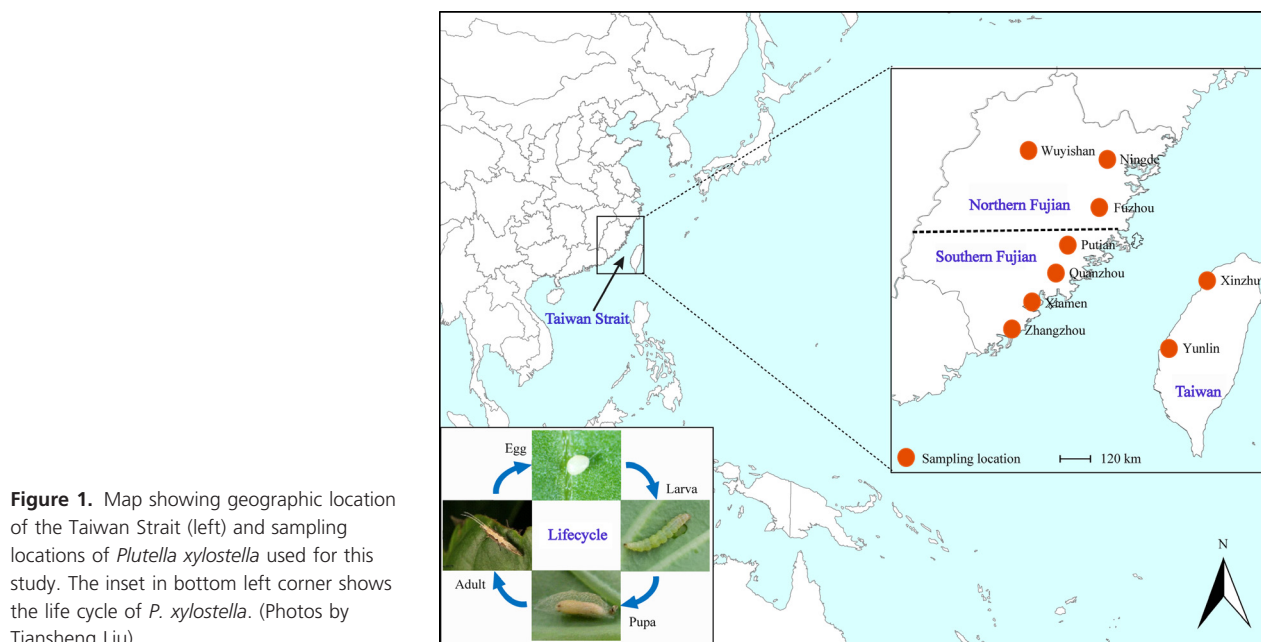 Wuyishan
Ningde
Northern Fujian
Fuzhou
Southern Fujian
Putian
Quanzhou
Xinzhu
Xiamen
Taiwan Strait
Zhangzhou
Yunlin
Taiwan
Egg
Sampling location
120 km
Larva
Lifecycle
Adult
Pupa
N
Figure 1. Map showing geographic location
of the Taiwan Strait (left) and sampling
locations of Plutella xylostella used for this
study. The inset in bottom left corner shows
the life cycle of P. xylostella. (Photos by
Tiansheng Liu)